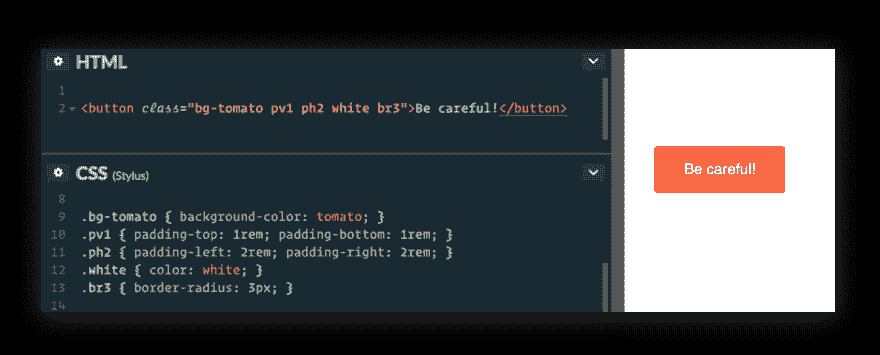 HTML
1
2 <button class="bg-tomato pv1 ph2 white br3">Be careful!</button>
CSS (Stylus)
8
9 .bg-tomato { background-color: tomato; }
10 .pv1 { padding-top: 1rem; padding-bottom: 1rem; }
11 .ph2 { padding-left: 2rem; padding-right: 2rem; }
12 .white { color: white; }
13 .br3 { border-radius: 3px; }
14
Be careful!